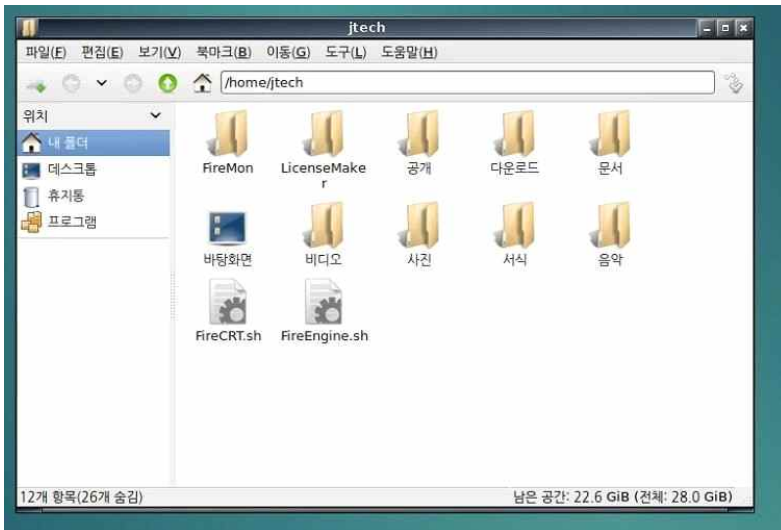 jtech
파일(F) 편집(E) 보기(V) 북마크(B) 이동(G) 도구(L) 도움말(H)
/home/jtech
위치
내 폴더
데스크톱
휴지통
프로그램
FireMon LicenseMake 공개 다운로드 문서
r
바탕화면 비디오 사진 서식 음악
FireCRT.sh FireEngine.sh
12개 항목(26개 숨김) 남은 공간: 22.6 GiB (전체: 28.0 GiB)